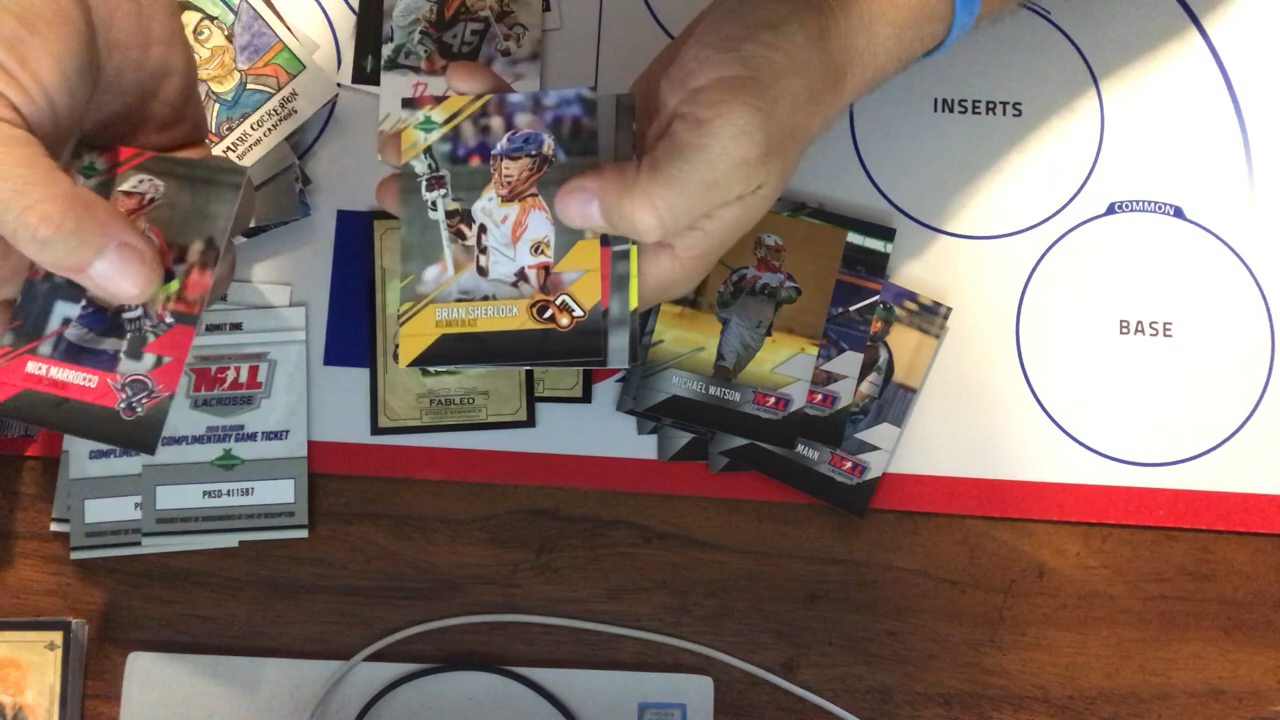 MARK COCKERTON
BOSTON CANNONS
45
INSERTS
COMMON
BASE
BRIAN SHERLOCK
ATLANTA BLAZE
NICK MARROCCO
ADMIT ONE
MLL
LACROSSE
2019 SEASON
COMPLIMENTARY GAME TICKET
PKSD-411587
FABLED
MICHAEL WATSON
MLL
MANN